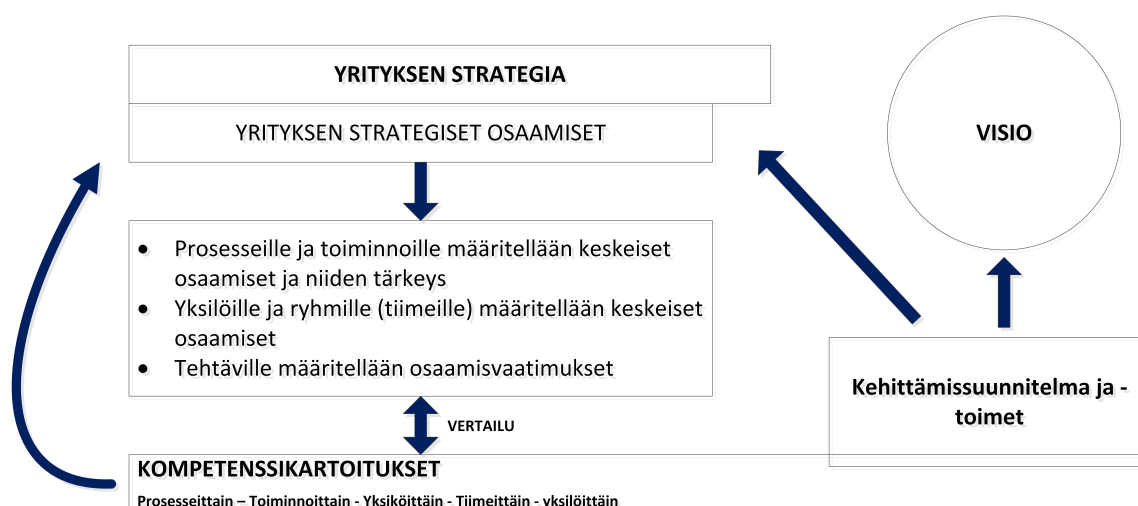 YRITYKSEN STRATEGIA
YRITYKSEN STRATEGISET OSAAMISET
VISIO
• Prosesseille ja toiminnoille määritellään keskeiset
osaamiset ja niiden tärkeys
• Yksilöille ja ryhmille (tiimeille) määritellään keskeiset
osaamiset
• Tehtäville määritellään osaamisvaatimukset
Kehittämissuunnitelma ja -
toimet
VERTAILU
KOMPETENSSIKARTOITUKSET
Prosesseittain – Toiminnoittain - Yksiköittäin - Tiimeittäin - yksilöittäin